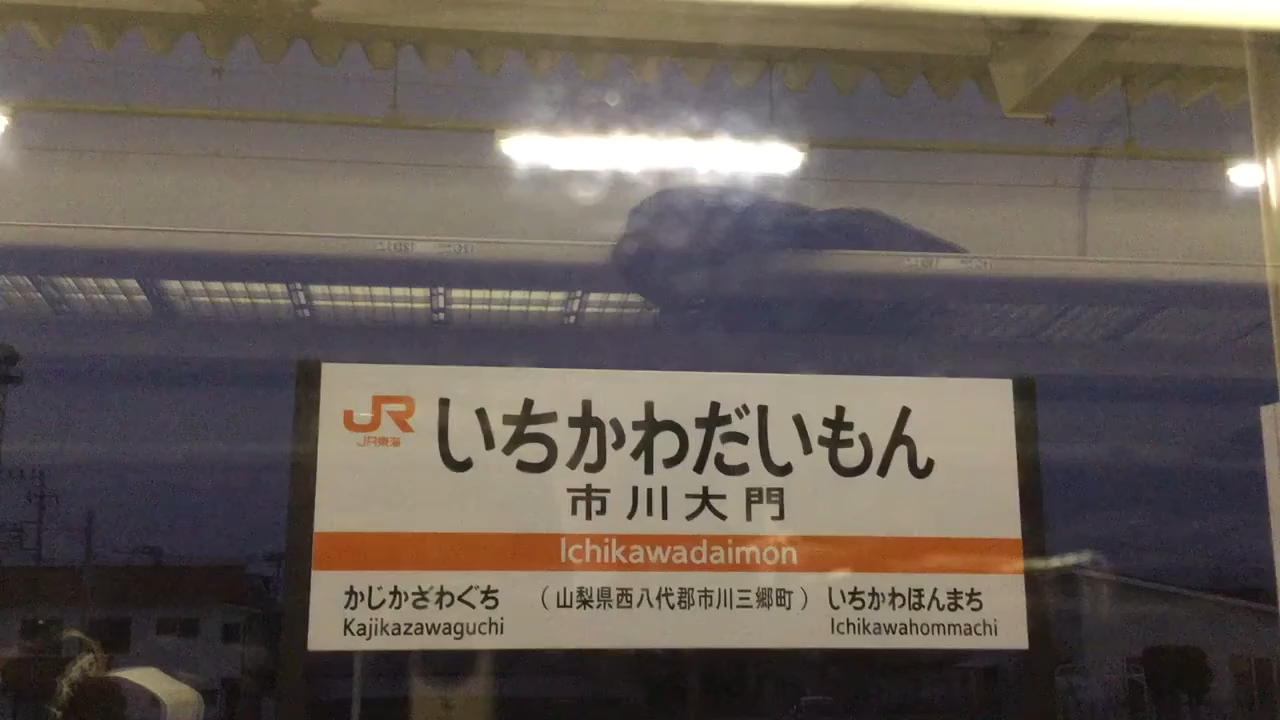 JR
JR東海
いちかわだいもん
市川大門
Ichikawadaimon
かじかざわぐち
Kajikazawaguchi
(山梨県西八代郡市川三郷町)
いちかわほんまち
Ichikawahommachi